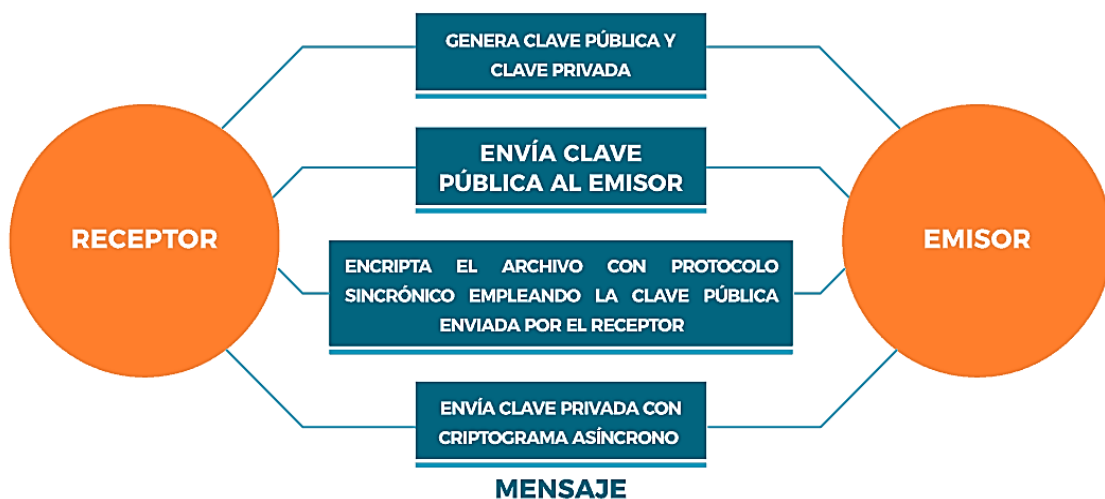 GENERA CLAVE PÚBLICA Y
CLAVE PRIVADA
ENVÍA CLAVE
PÚBLICA AL EMISOR
RECEPTOR
EMISOR
ENCRIPTA EL ARCHIVO CON PROTOCOLO
SINCRÓNICO EMPLEANDO LA CLAVE PÚBLICA
ENVIADA POR EL RECEPTOR
ENVÍA CLAVE PRIVADA CON
CRIPTOGRAMA ASÍNCRONO
MENSAJE